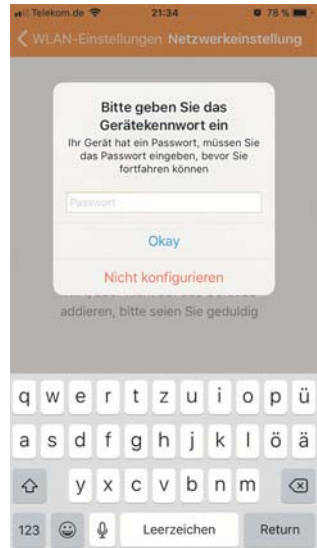 Telekom.de 21:34 78 %
WLAN-Einstellungen Netzwerkeinstellung
Bitte geben Sie das
Gerätekennwort ein
Ihr Gerät hat ein Passwort, müssen Sie
das Passwort eingeben, bevor Sie
fortfahren können
Passwort
Okay
Nicht konfigurieren
addieren, bitte seien Sie geduldig
q w e r t z u i o p ü
a s d f g h j k l ö ä
y x c v b n m
123 Leerzeichen Return